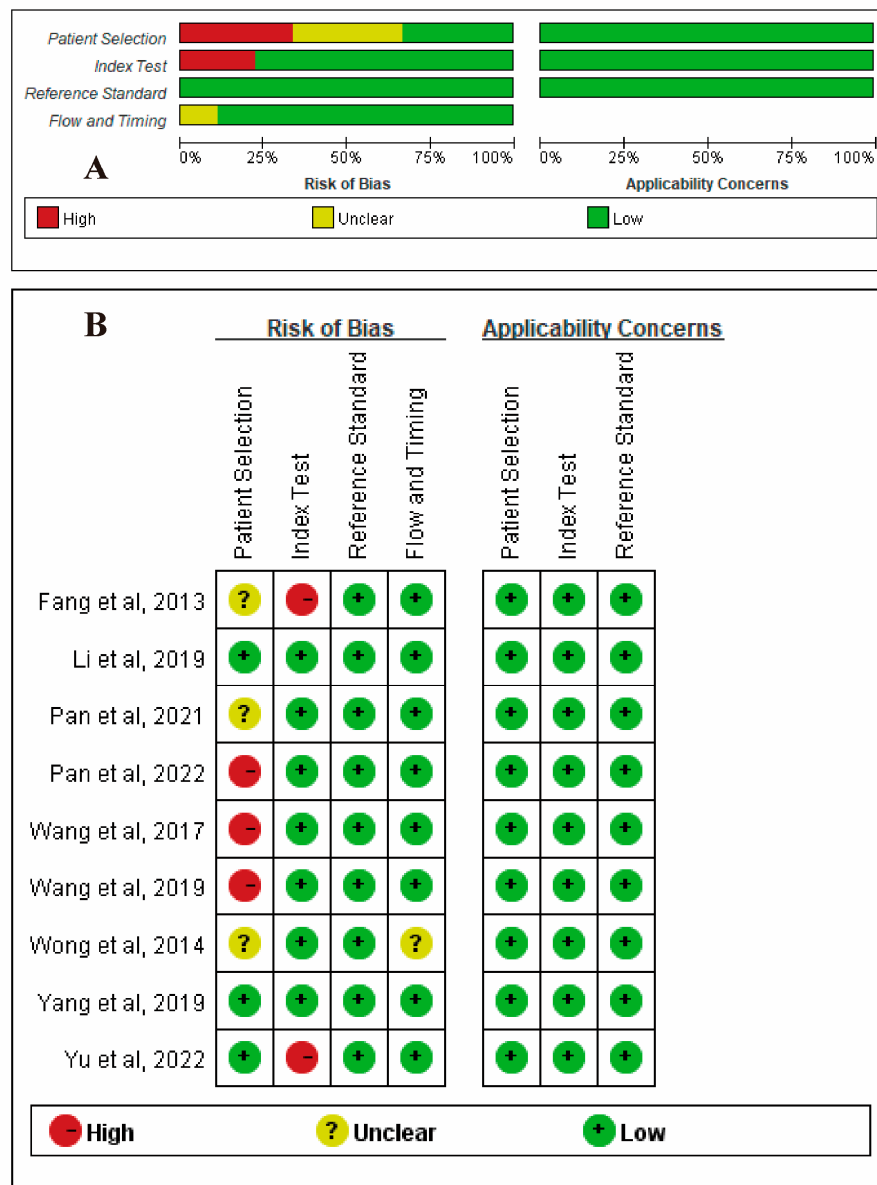 Patient Selection
Index Test
Reference Standard
Flow and Timing
0% 25% 50% 75% 100% 0% 25% 50% 75% 100%
A
Risk of Bias Applicability Concerns
High Unclear Low
B
Risk of Bias Applicability Concerns
Patient Selection Index Test Reference Standard Flow and Timing Patient Selection Index Test Reference Standard
Fang et al, 2013 ? - + + + + +
Li et al, 2019 + + + + + + +
Pan et al, 2021 ? + + + + + +
Pan et al, 2022 - + + + + + +
Wang et al, 2017 - + + + + + +
Wang et al, 2019 - + + + + + +
Wong et al, 2014 ? + + ? + + +
Yang et al, 2019 + + + + + + +
Yu et al, 2022 + - + + + + +
- High ? Unclear + Low